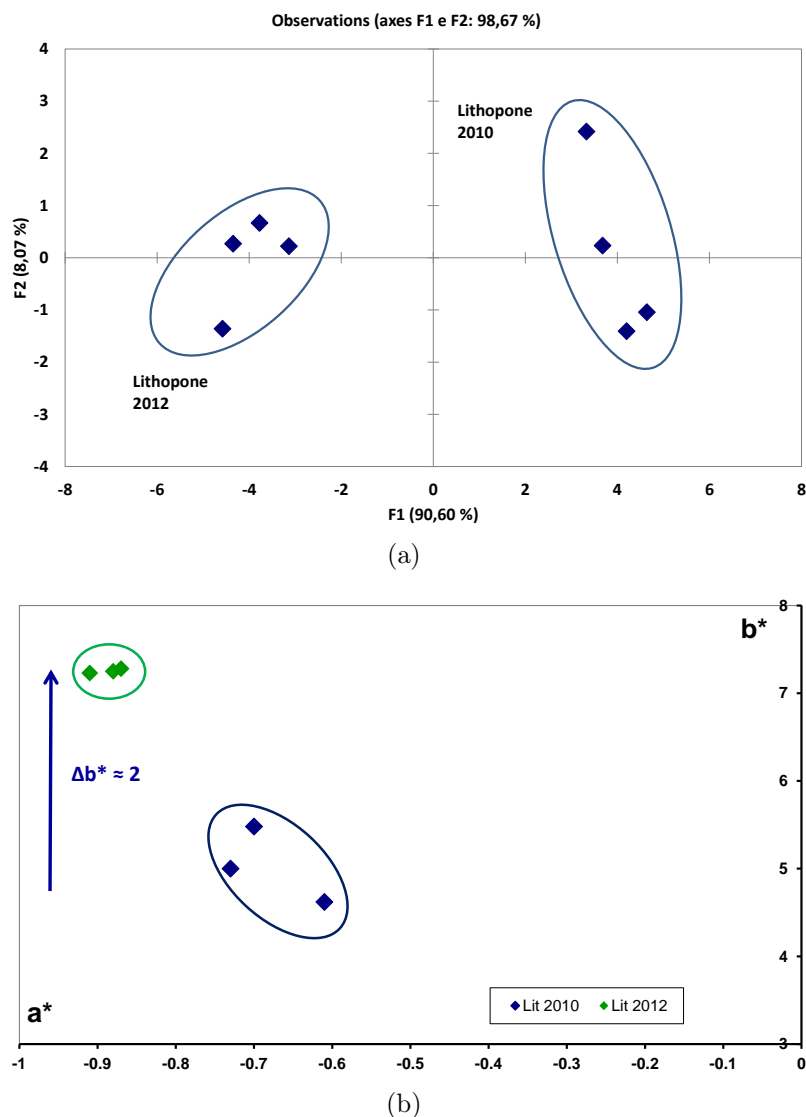 Observations (axes F1 e F2: 98,67 %)
4
3
2
1
0
-1
-2
-3
-4
F2 (8,07 %)
Lithopone
2010
Lithopone
2012
-8 -6 -4 -2 0 2 4 6 8
F1 (90,60 %)
(a)
b*
8
7
6
5
4
3
Δb* ≈ 2
a*
Lit 2010 Lit 2012
-1 -0.9 -0.8 -0.7 -0.6 -0.5 -0.4 -0.3 -0.2 -0.1 0
(b)